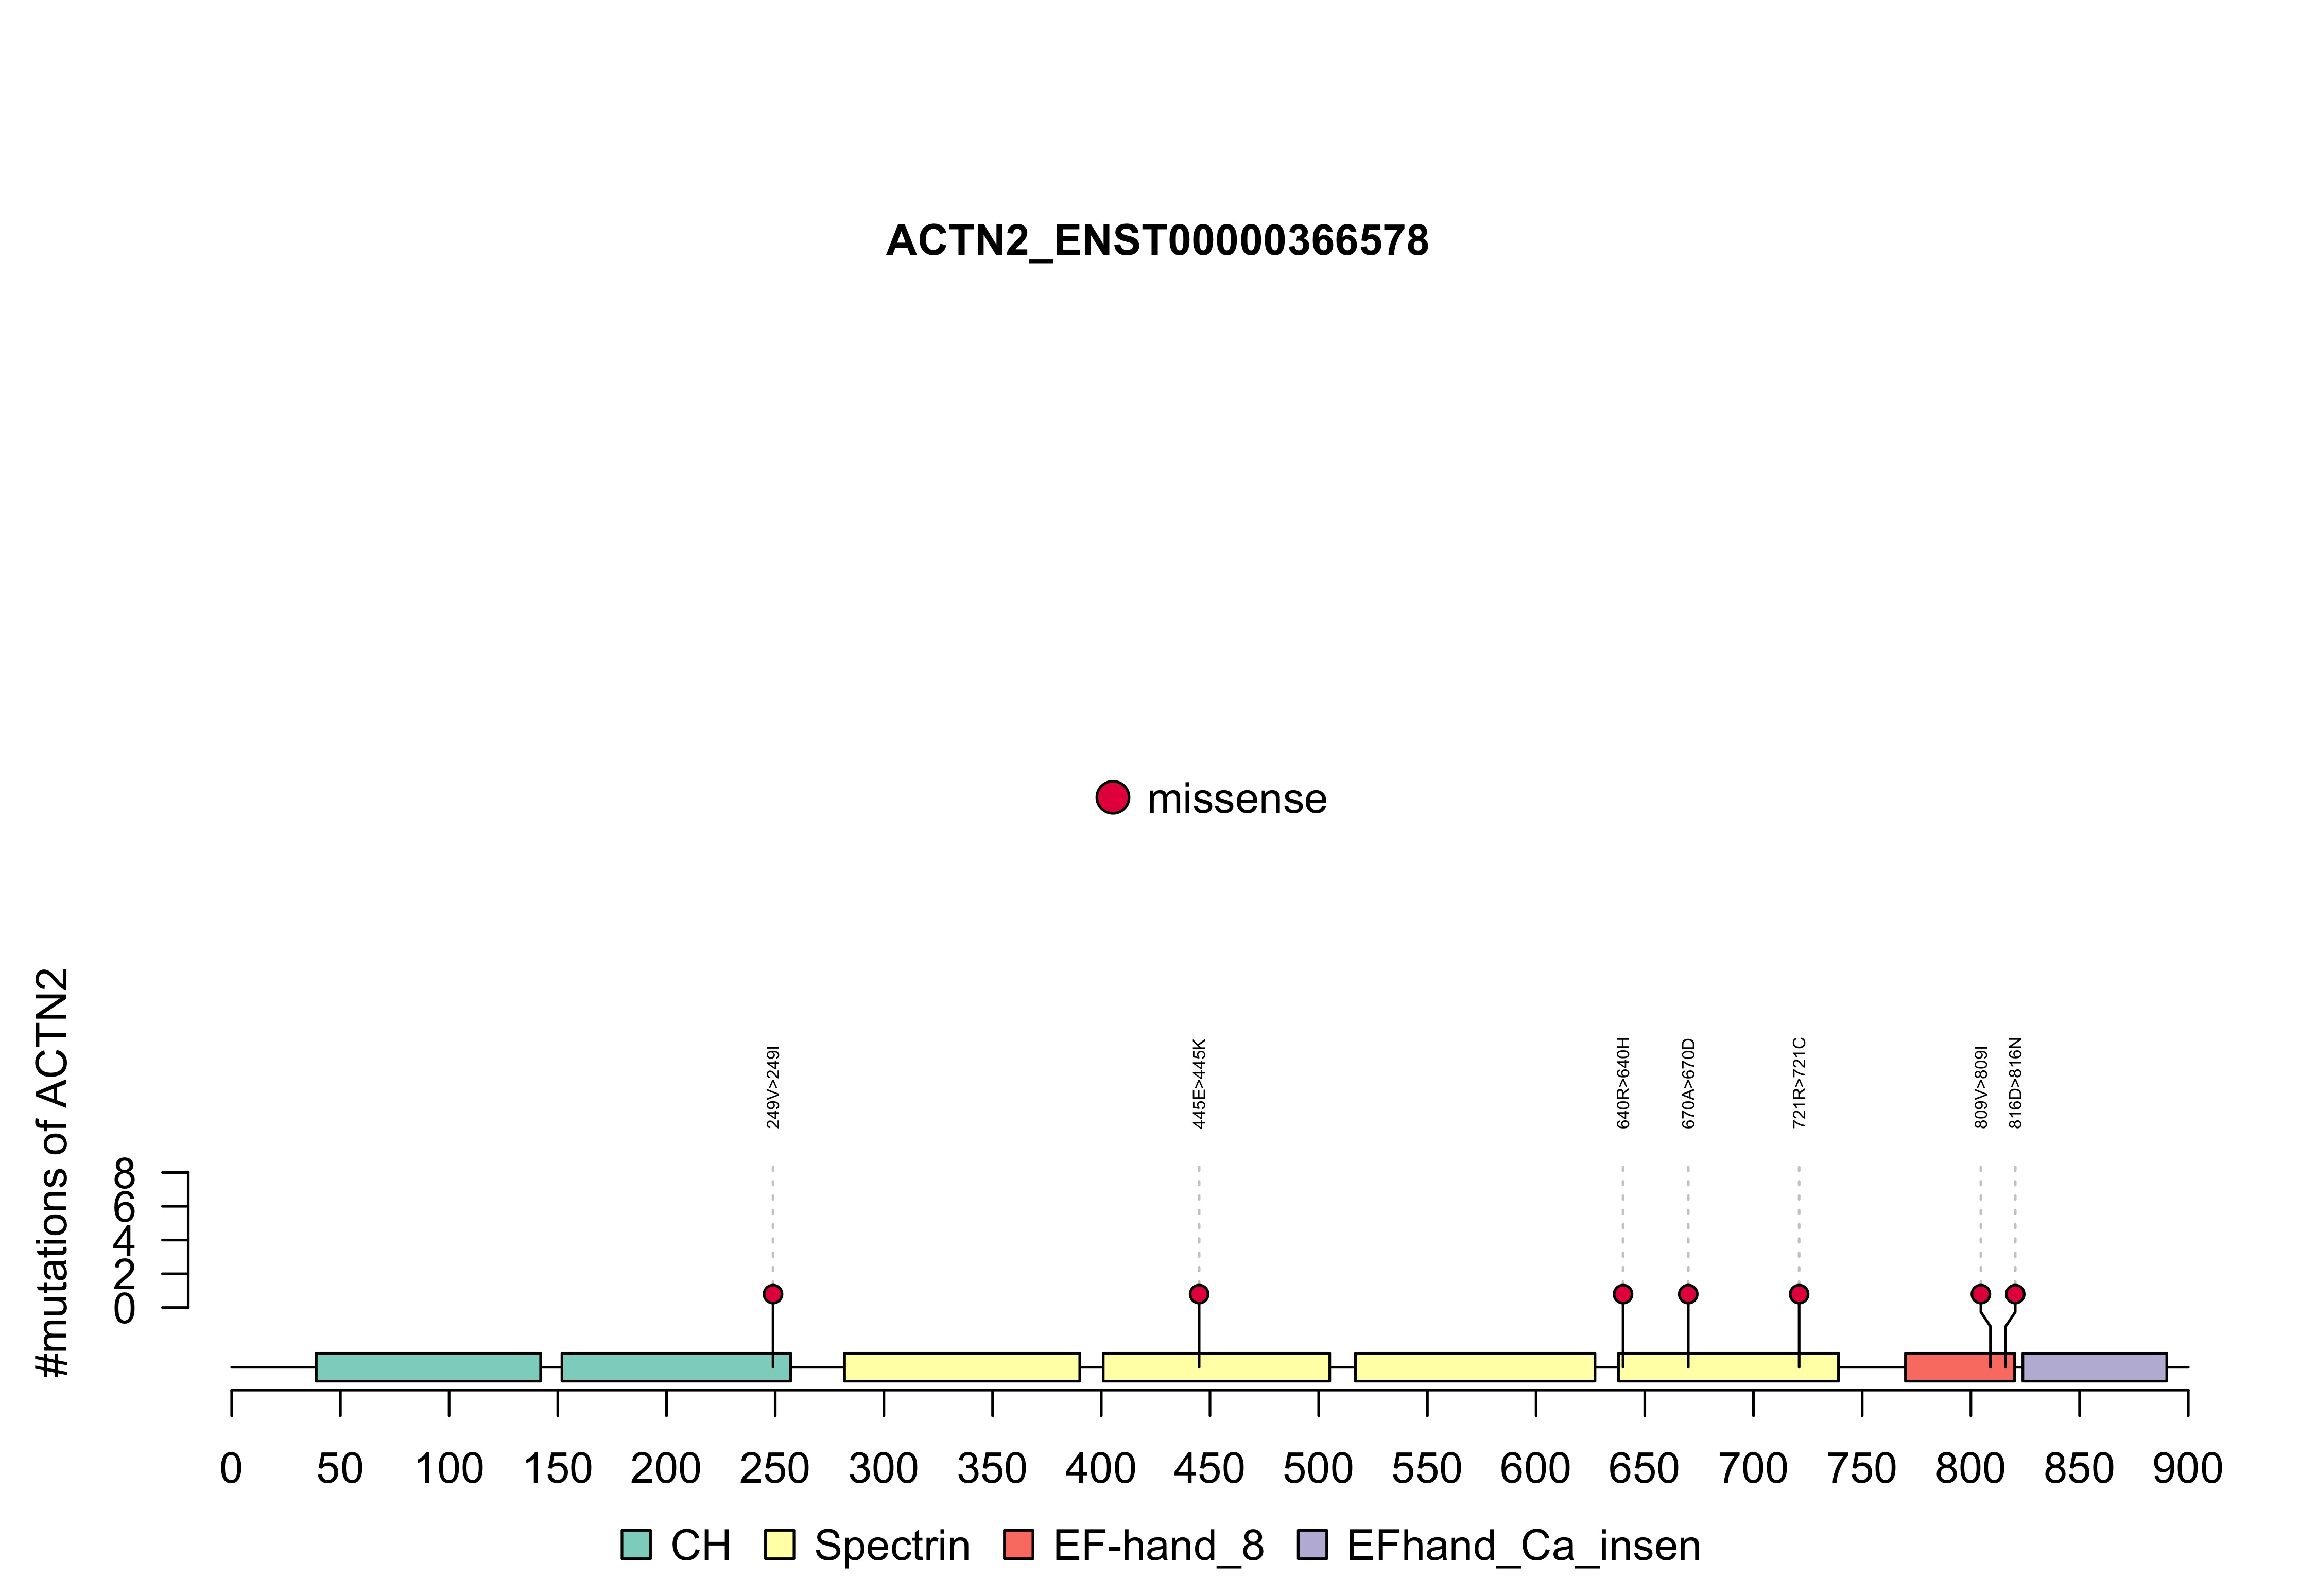 ACTN2_ENST00000366578
missense
#mutations of ACTN2
249V>249I
445E>445K
640R>640H
670A>670D
721R>721C
809V>809I
816D>816N
8
6
4
2
0
0 50 100 150 200 250 300 350 400 450 500 550 600 650 700 750 800 850 900
CH Spectrin EF-hand_8 EFhand_Ca_insen